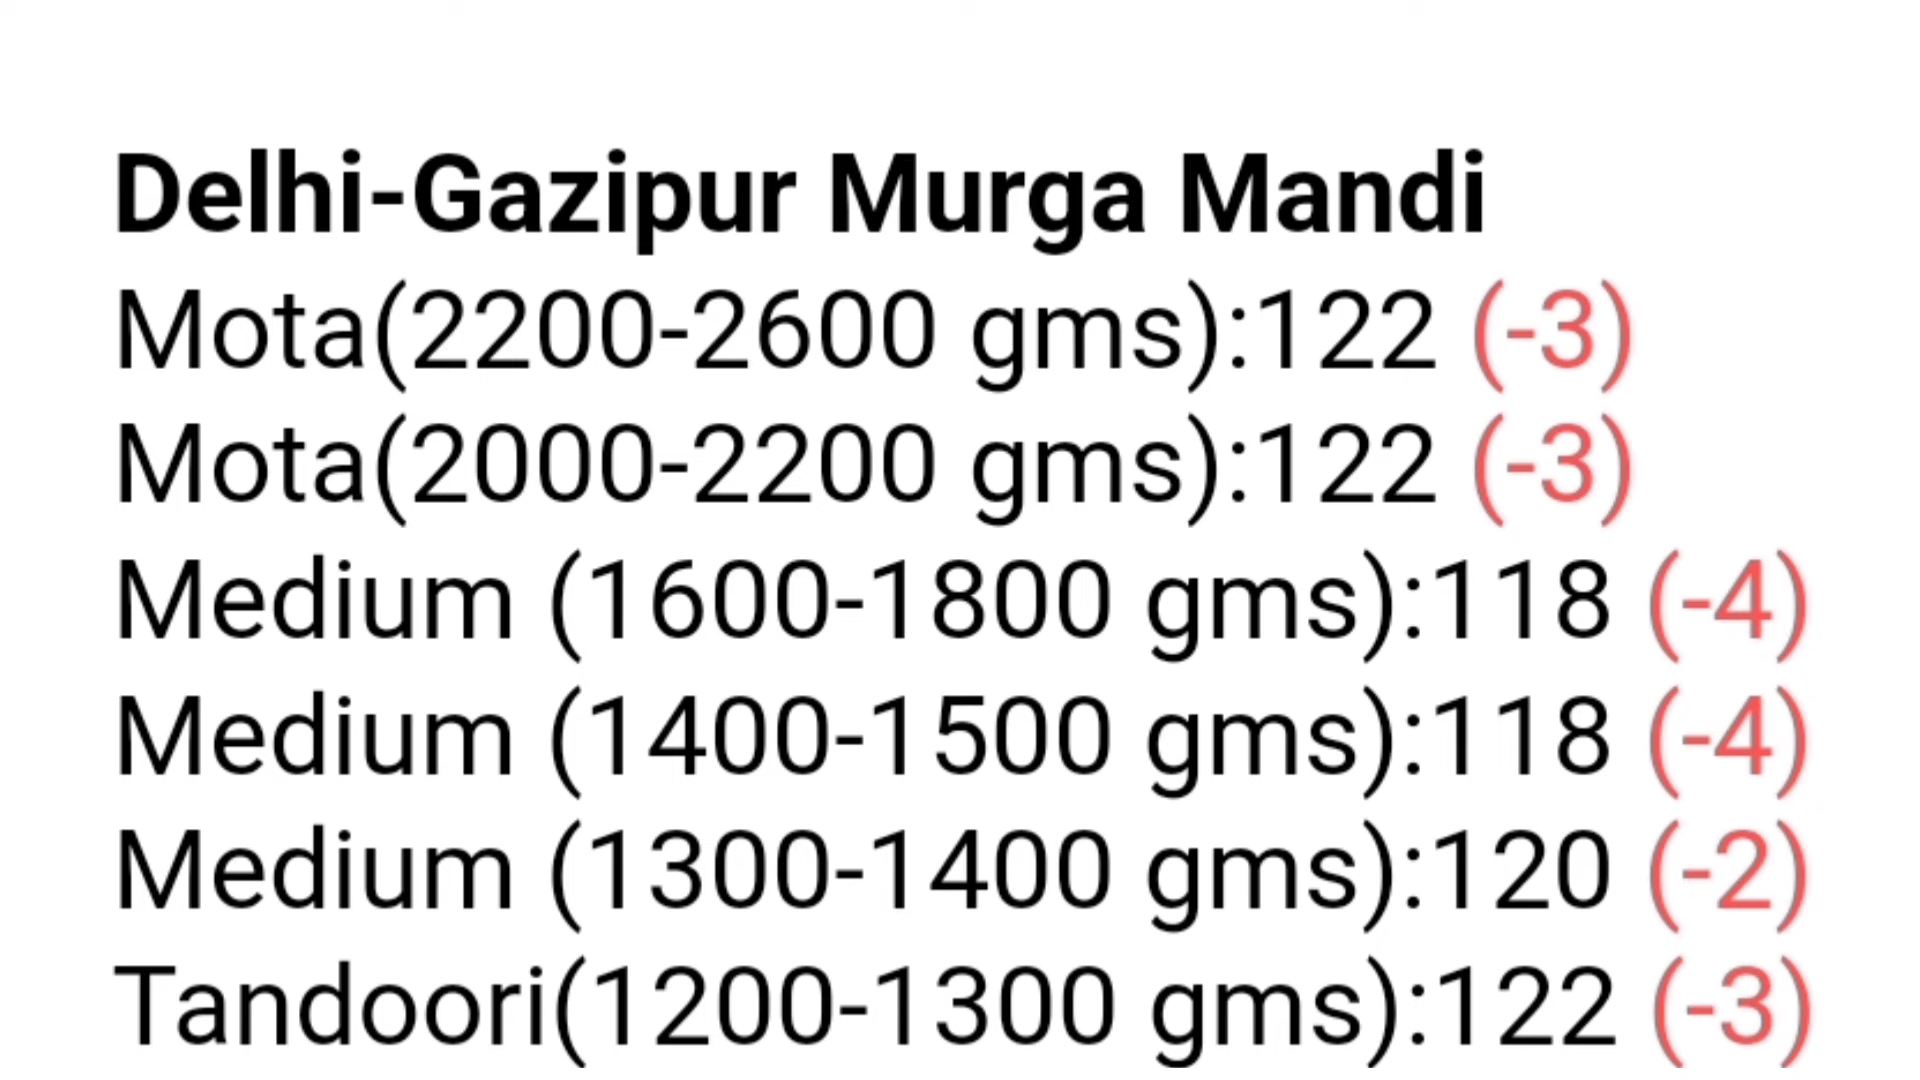 Delhi-Gazipur Murga Mandi
Mota(2200-2600 gms):122 (-3)
Mota(2000-2200 gms):122 (-3)
Medium (1600-1800 gms):118 (-4)
Medium (1400-1500 gms):118 (-4)
Medium (1300-1400 gms):120 (-2)
Tandoori(1200-1300 gms):122 (-3)